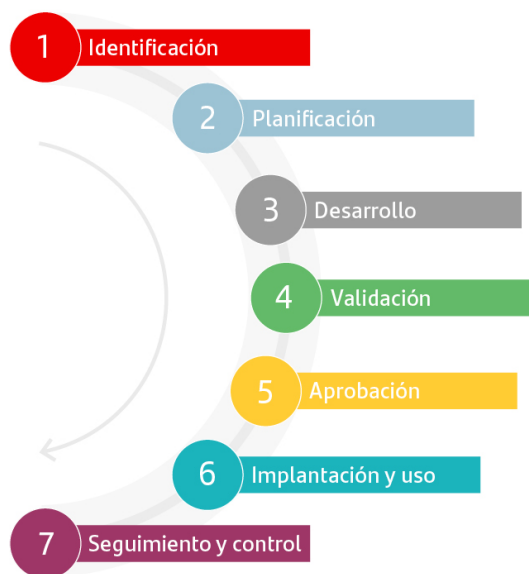 1 Identificación
2 Planificación
3 Desarrollo
4 Validación
5 Aprobación
6 Implantación y uso
7 Seguimiento y control